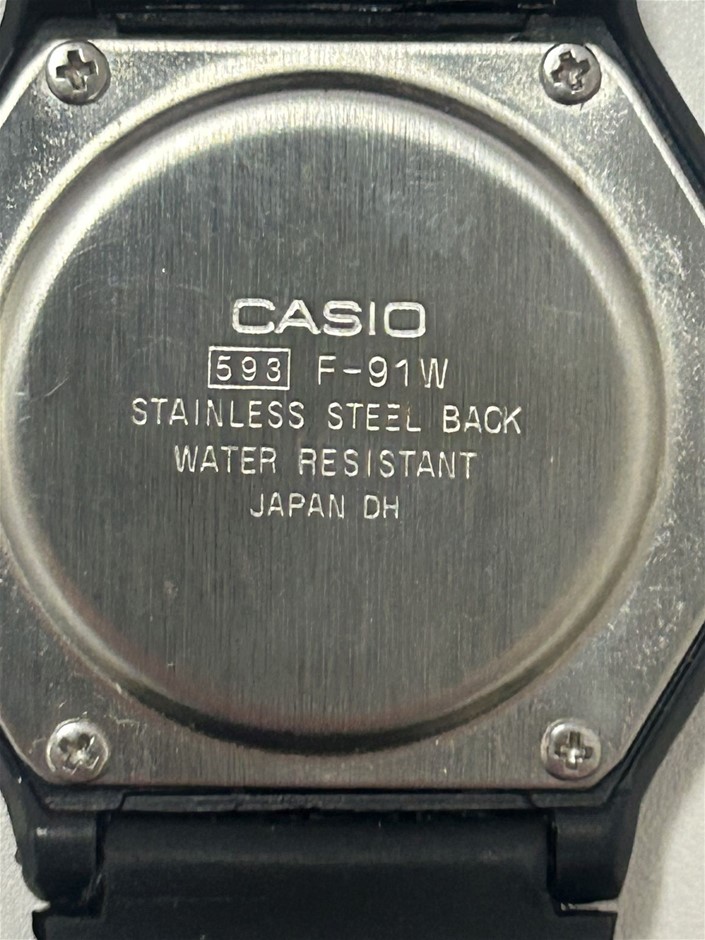 CASIO
593 F-91W
STAINLESS STEEL BACK
WATER RESISTANT
JAPAN DH